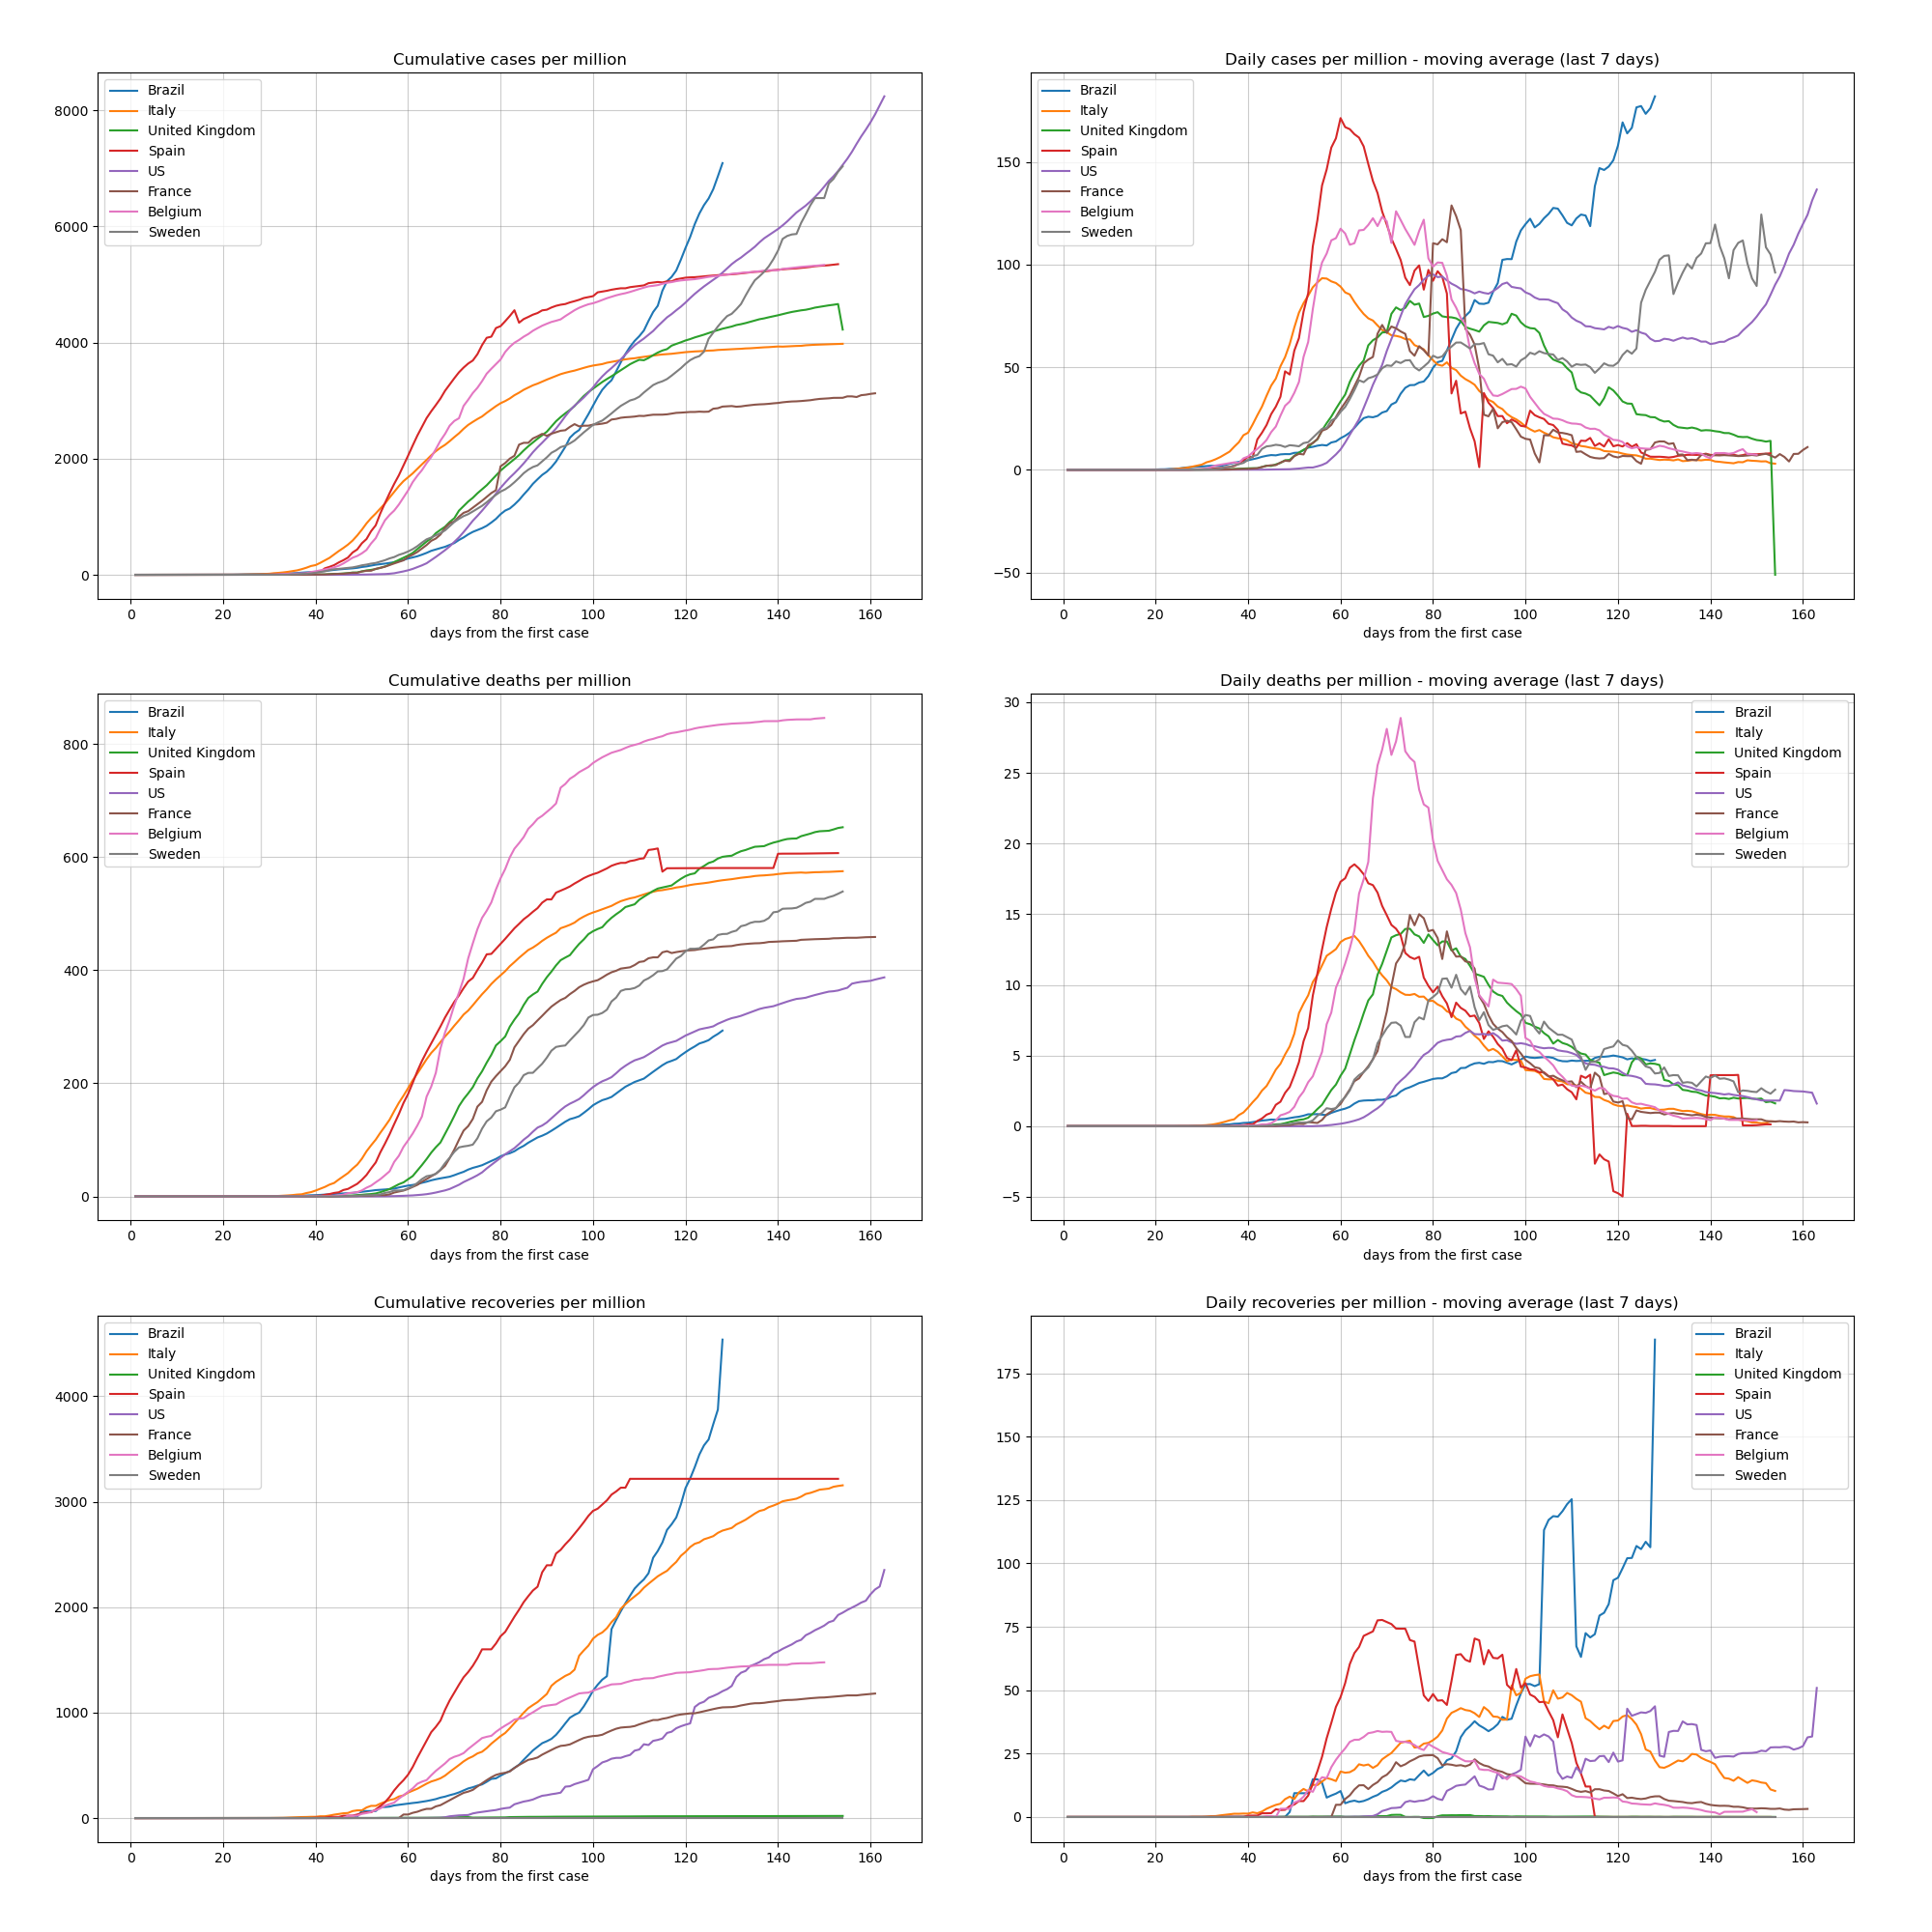 Cumulative cases per million
8000
6000
4000
2000
0
Brazil
Italy
United Kingdom
Spain
US
France
Belgium
Sweden
0 20 40 60 80 100 120 140 160
days from the first case
Daily cases per million - moving average (last 7 days)
150
100
50
0
−50
Brazil
Italy
United Kingdom
Spain
US
France
Belgium
Sweden
0 20 40 60 80 100 120 140 160
days from the first case
Cumulative deaths per million
800
600
400
200
0
Brazil
Italy
United Kingdom
Spain
US
France
Belgium
Sweden
0 20 40 60 80 100 120 140 160
days from the first case
Daily deaths per million - moving average (last 7 days)
30
25
20
15
10
5
0
−5
Brazil
Italy
United Kingdom
Spain
US
France
Belgium
Sweden
0 20 40 60 80 100 120 140 160
days from the first case
Cumulative recoveries per million
4000
3000
2000
1000
0
Brazil
Italy
United Kingdom
Spain
US
France
Belgium
Sweden
0 20 40 60 80 100 120 140 160
days from the first case
Daily recoveries per million - moving average (last 7 days)
175
150
125
100
75
50
25
0
Brazil
Italy
United Kingdom
Spain
US
France
Belgium
Sweden
0 20 40 60 80 100 120 140 160
days from the first case